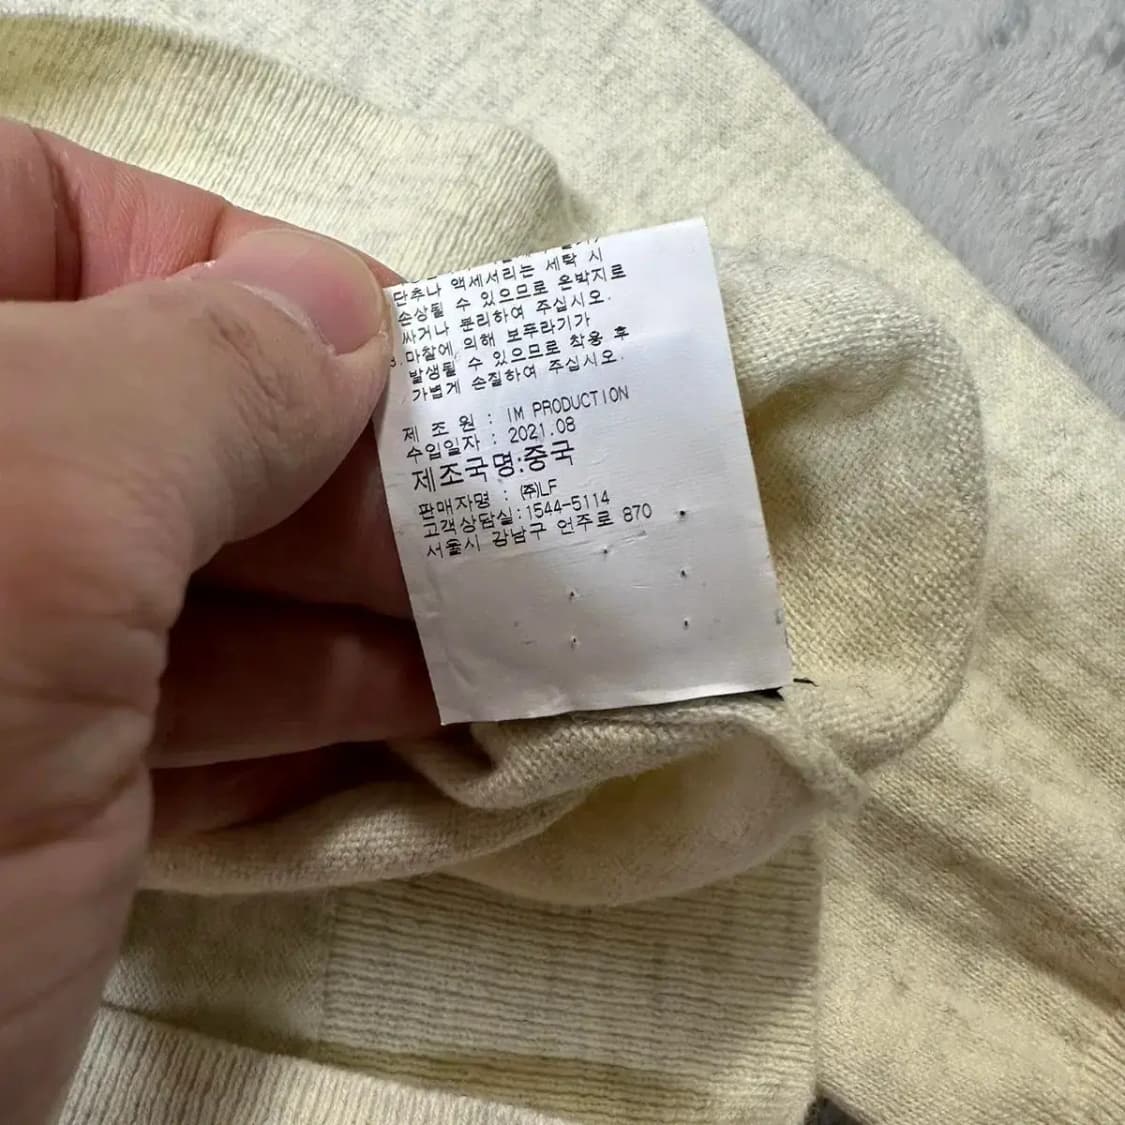 단추나 액세서리는 세탁 시
손상될 수 있으므로 은박지로
싸거나 분리하여 주십시오.
마찰에 의해 보푸라기가
발생될 수 있으므로 착용 후
가볍게 손질하여 주십시오.
제 조 원 : IM PRODUCTION
수입일자 : 2021.08
제조국명:중국
판매자명 : ㈜LF
고객상담실:1544-5114
서울시 강남구 언주로 870